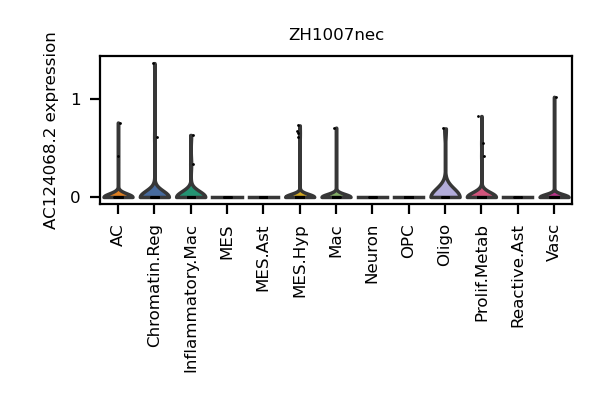 ZH1007nec
AC124068.2 expression
1
0
AC
Chromatin.Reg
Inflammatory.Mac
MES
MES.Ast
MES.Hyp
Mac
Neuron
OPC
Oligo
Prolif.Metab
Reactive.Ast
Vasc